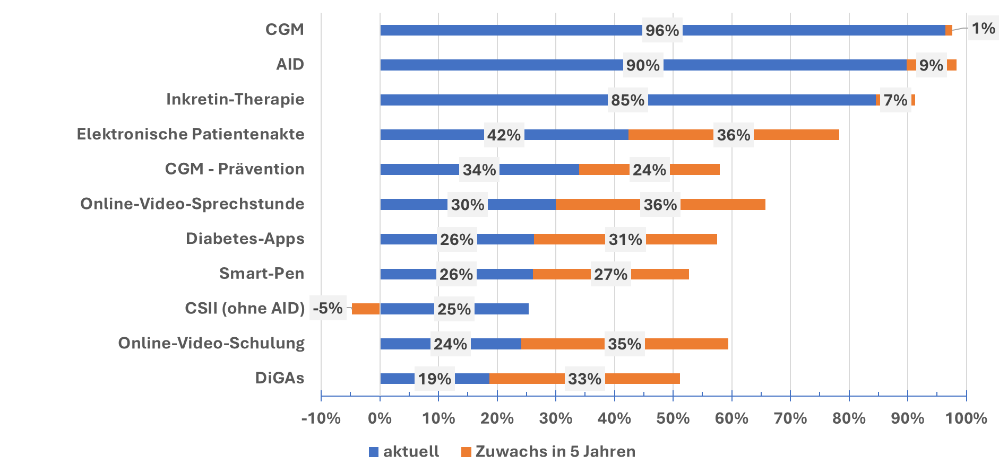 CGM 96% 1%
AID 90% 9%
Inkretin-Therapie 85% 7%
Elektronische Patientenakte 42% 36%
CGM - Prävention 34% 24%
Online-Video-Sprechstunde 30% 36%
Diabetes-Apps 26% 31%
Smart-Pen 26% 27%
CSII (ohne AID) -5% 25%
Online-Video-Schulung 24% 35%
DiGAs 19% 33%
-10% 0% 10% 20% 30% 40% 50% 60% 70% 80% 90% 100%
aktuell Zuwachs in 5 Jahren